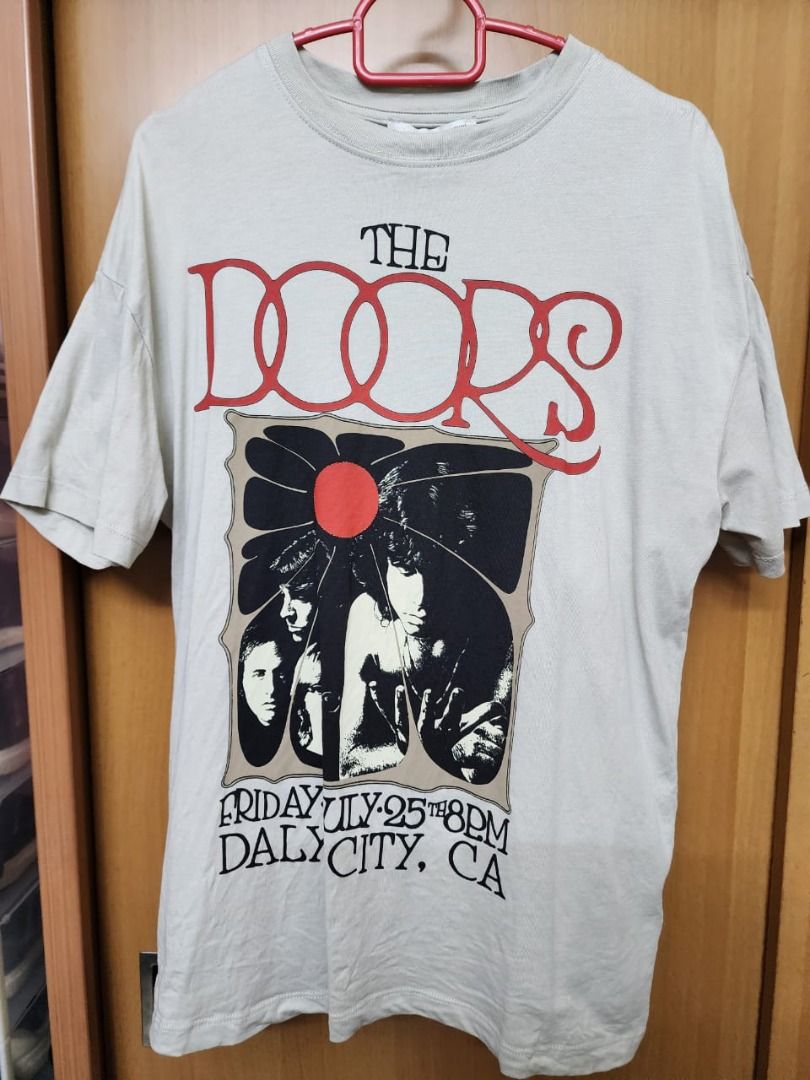 THE
DOORS
FRIDAY·JULY·25TH 8PM
DALY CITY, CA